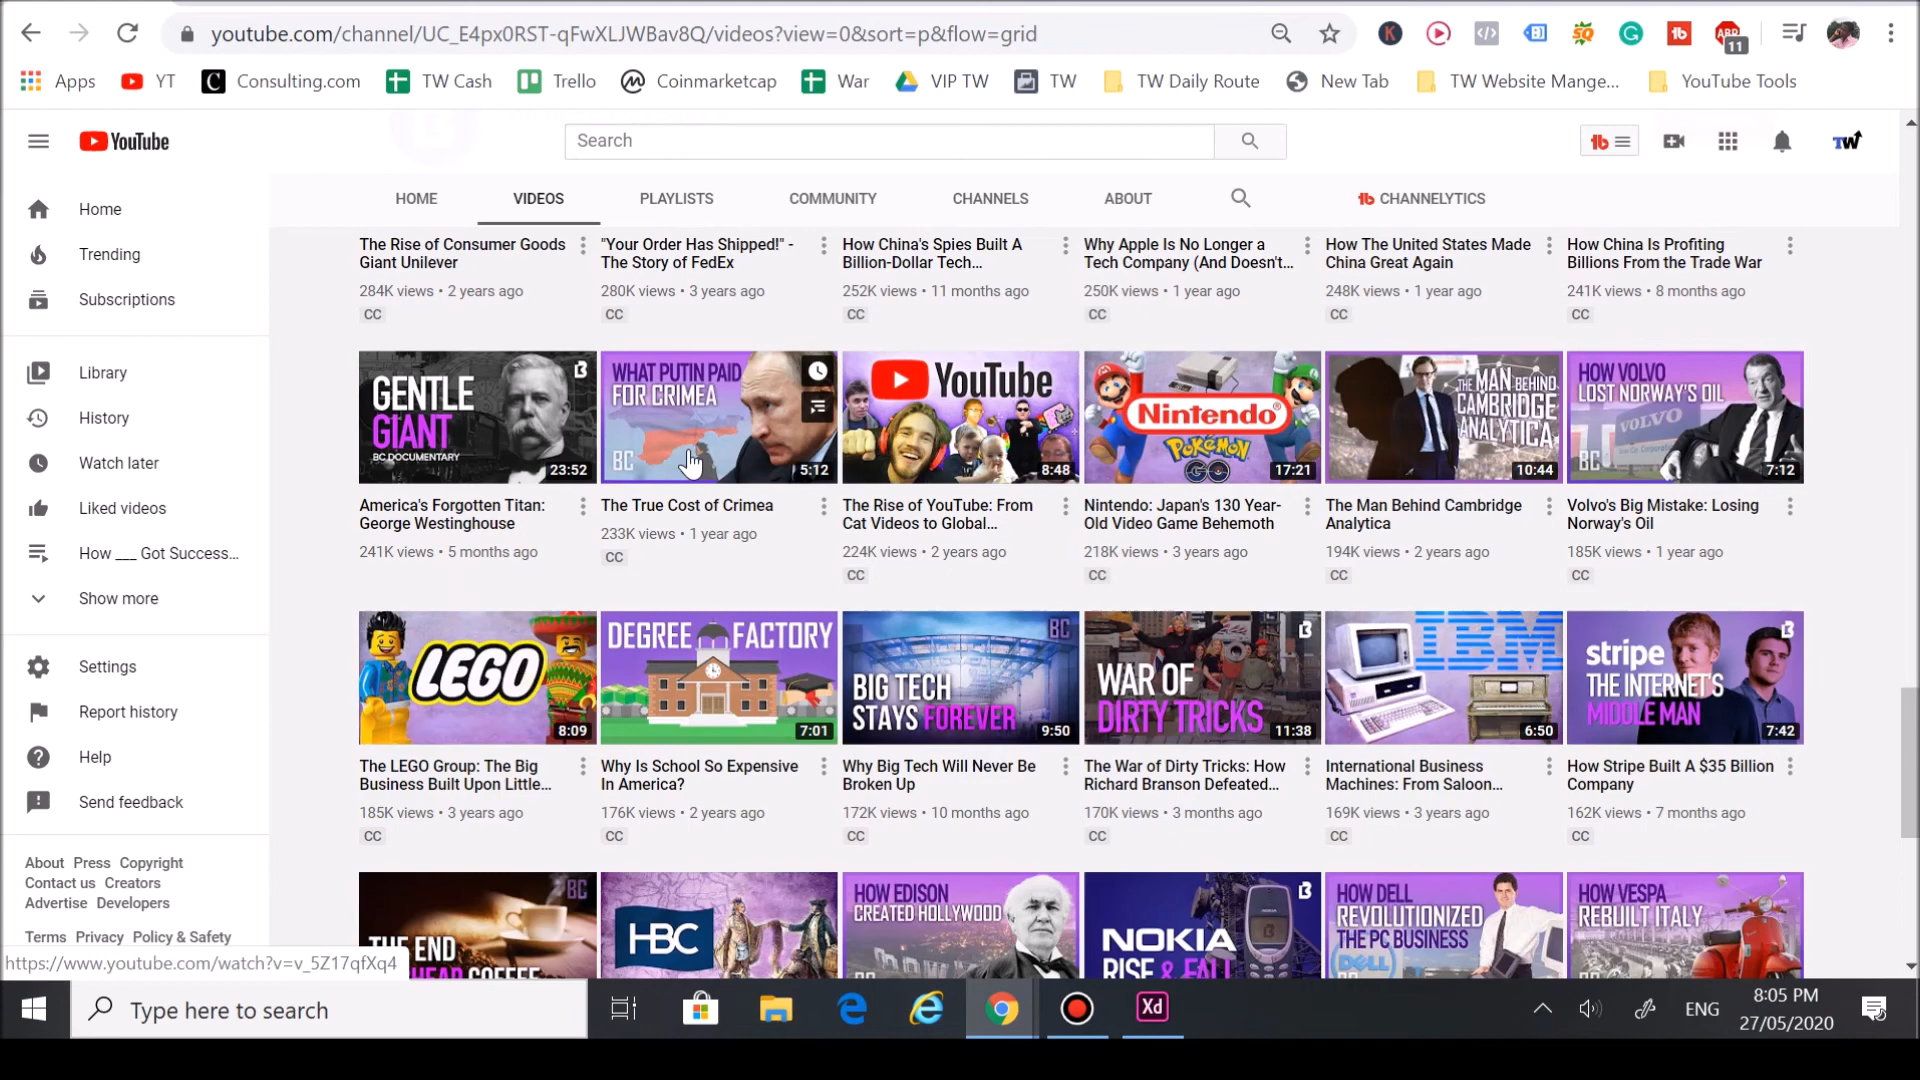 youtube.com/channel/UC_E4px0RST-qFwXLJWBav8Q/videos?view=0&sort=p&flow=grid
11
Apps YT Consulting.com TW Cash Trello Coinmarketcap War VIP TW TW TW Daily Route New Tab TW Website Mange... YouTube Tools
YouTube Search TW
HOME VIDEOS PLAYLISTS COMMUNITY CHANNELS ABOUT CHANNELYTICS
Home
Trending
Subscriptions
Library
History
Watch later
Liked videos
How ___ Got Success...
Show more
Settings
Report history
Help
Send feedback
About Press Copyright
Contact us Creators
Advertise Developers
Terms Privacy Policy & Safety
https://www.youtube.com/watch?v=v_5Z17qfXq4
The Rise of Consumer Goods
Giant Unilever
284K views • 2 years ago
CC
"Your Order Has Shipped!" -
The Story of FedEx
280K views • 3 years ago
CC
How China's Spies Built A
Billion-Dollar Tech...
252K views • 11 months ago
CC
Why Apple Is No Longer a
Tech Company (And Doesn't...
250K views • 1 year ago
CC
How The United States Made
China Great Again
248K views • 1 year ago
CC
How China Is Profiting
Billions From the Trade War
241K views • 8 months ago
CC
GENTLE
GIANT
BC DOCUMENTARY
23:52
America's Forgotten Titan:
George Westinghouse
241K views • 5 months ago
WHAT PUTIN PAID
FOR CRIMEA
BC
5:12
The True Cost of Crimea
233K views • 1 year ago
CC
YouTube
8:48
The Rise of YouTube: From
Cat Videos to Global...
224K views • 2 years ago
CC
Nintendo
POKÉMON
GO
17:21
Nintendo: Japan's 130 Year-
Old Video Game Behemoth
218K views • 3 years ago
CC
THE MAN BEHIND
CAMBRIDGE
ANALYTICA
10:44
The Man Behind Cambridge
Analytica
194K views • 2 years ago
CC
HOW VOLVO
LOST NORWAY'S OIL
VOLVO
BC
7:12
Volvo's Big Mistake: Losing
Norway's Oil
185K views • 1 year ago
CC
LEGO
8:09
The LEGO Group: The Big
Business Built Upon Little...
185K views • 3 years ago
CC
DEGREE FACTORY
7:01
Why Is School So Expensive
In America?
176K views • 2 years ago
CC
BC
BIG TECH
STAYS FOREVER
9:50
Why Big Tech Will Never Be
Broken Up
172K views • 10 months ago
CC
WAR OF
DIRTY TRICKS
11:38
The War of Dirty Tricks: How
Richard Branson Defeated...
170K views • 3 months ago
CC
IBM
6:50
International Business
Machines: From Saloon...
169K views • 3 years ago
CC
stripe
THE INTERNET'S
MIDDLE MAN
7:42
How Stripe Built A $35 Billion
Company
162K views • 7 months ago
CC
BC
THE END
COFFEE
HBC
HOW EDISON
CREATED HOLLYWOOD
NOKIA
RISE & FALL
HOW DELL
REVOLUTIONIZED
THE PC BUSINESS
DELL
HOW VESPA
REBUILT ITALY
Type here to search
Xd
ENG
8:05 PM
27/05/2020